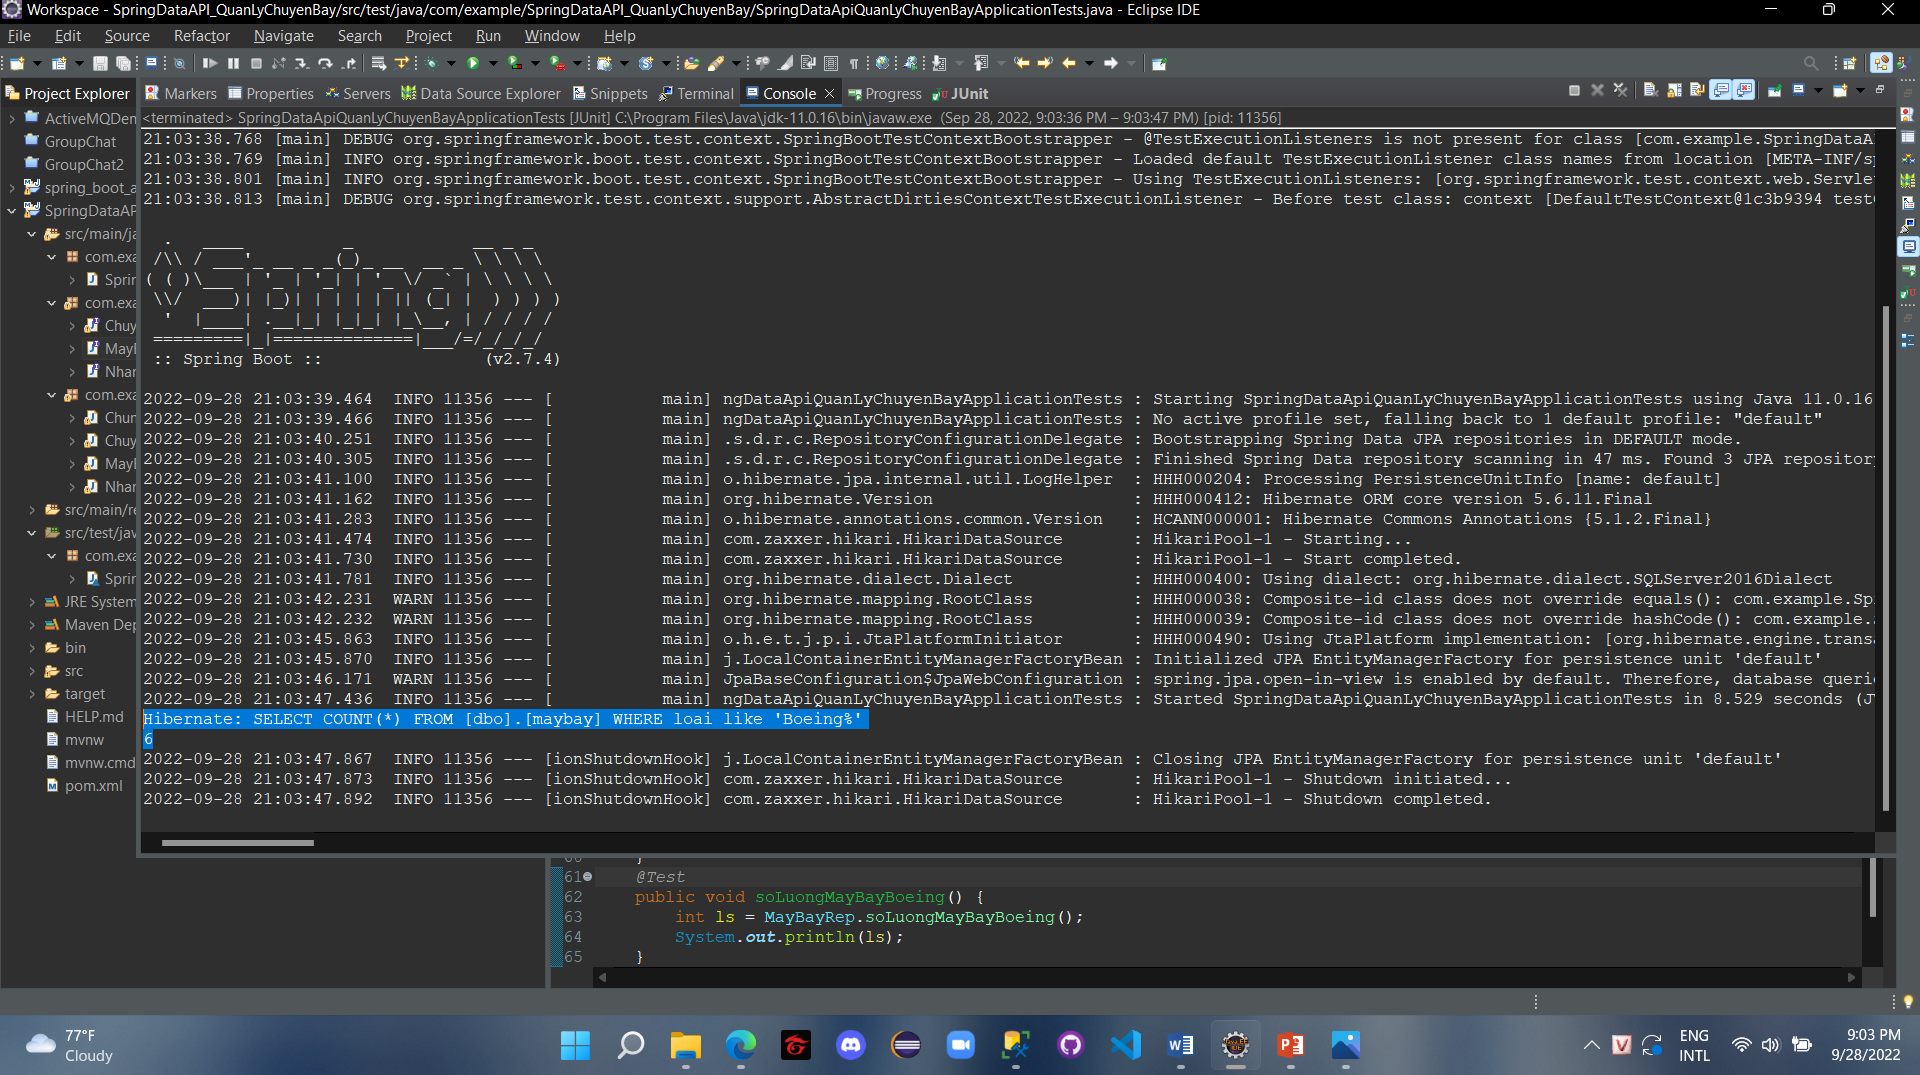 Workspace - SpringDataAPI_QuanLyChuyenBay/src/test/java/com/example/SpringDataAPI_QuanLyChuyenBay/SpringDataApiQuanLyChuyenBayApplicationTests.java - Eclipse IDE
File Edit Source Refactor Navigate Search Project Run Window Help
Project Explorer
Markers Properties Servers Data Source Explorer Snippets Terminal Console Progress JUnit
<terminated> SpringDataApiQuanLyChuyenBayApplicationTests [JUnit] C:\Program Files\Java\jdk-11.0.16\bin\javaw.exe (Sep 28, 2022, 9:03:36 PM – 9:03:47 PM) [pid: 11356]
21:03:38.768 [main] DEBUG org.springframework.boot.test.context.SpringBootTestContextBootstrapper - @TestExecutionListeners is not present for class [com.example.SpringDataA
21:03:38.769 [main] INFO org.springframework.boot.test.context.SpringBootTestContextBootstrapper - Loaded default TestExecutionListener class names from location [META-INF/sp
21:03:38.801 [main] INFO org.springframework.boot.test.context.SpringBootTestContextBootstrapper - Using TestExecutionListeners: [org.springframework.test.context.web.Servle
21:03:38.813 [main] DEBUG org.springframework.test.context.support.AbstractDirtiesContextTestExecutionListener - Before test class: context [DefaultTestContext@1c3b9394 test
Spring
:: Spring Boot :: (v2.7.4)
2022-09-28 21:03:39.464 INFO 11356 --- [ main] ngDataApiQuanLyChuyenBayApplicationTests : Starting SpringDataApiQuanLyChuyenBayApplicationTests using Java 11.0.16
2022-09-28 21:03:39.466 INFO 11356 --- [ main] ngDataApiQuanLyChuyenBayApplicationTests : No active profile set, falling back to 1 default profile: "default"
2022-09-28 21:03:40.251 INFO 11356 --- [ main] .s.d.r.c.RepositoryConfigurationDelegate : Bootstrapping Spring Data JPA repositories in DEFAULT mode.
2022-09-28 21:03:40.305 INFO 11356 --- [ main] .s.d.r.c.RepositoryConfigurationDelegate : Finished Spring Data repository scanning in 47 ms. Found 3 JPA repository
2022-09-28 21:03:41.100 INFO 11356 --- [ main] o.hibernate.jpa.internal.util.LogHelper : HHH000204: Processing PersistenceUnitInfo [name: default]
2022-09-28 21:03:41.162 INFO 11356 --- [ main] org.hibernate.Version : HHH000412: Hibernate ORM core version 5.6.11.Final
2022-09-28 21:03:41.283 INFO 11356 --- [ main] o.hibernate.annotations.common.Version : HCANN000001: Hibernate Commons Annotations {5.1.2.Final}
2022-09-28 21:03:41.474 INFO 11356 --- [ main] com.zaxxer.hikari.HikariDataSource : HikariPool-1 - Starting...
2022-09-28 21:03:41.730 INFO 11356 --- [ main] com.zaxxer.hikari.HikariDataSource : HikariPool-1 - Start completed.
2022-09-28 21:03:41.781 INFO 11356 --- [ main] org.hibernate.dialect.Dialect : HHH000400: Using dialect: org.hibernate.dialect.SQLServer2016Dialect
2022-09-28 21:03:42.231 WARN 11356 --- [ main] org.hibernate.mapping.RootClass : HHH000038: Composite-id class does not override equals(): com.example.Sp
2022-09-28 21:03:42.232 WARN 11356 --- [ main] org.hibernate.mapping.RootClass : HHH000039: Composite-id class does not override hashCode(): com.example.
2022-09-28 21:03:45.863 INFO 11356 --- [ main] o.h.e.t.j.p.i.JtaPlatformInitiator : HHH000490: Using JtaPlatform implementation: [org.hibernate.engine.trans
2022-09-28 21:03:45.870 INFO 11356 --- [ main] j.LocalContainerEntityManagerFactoryBean : Initialized JPA EntityManagerFactory for persistence unit 'default'
2022-09-28 21:03:46.171 WARN 11356 --- [ main] JpaBaseConfiguration$JpaWebConfiguration : spring.jpa.open-in-view is enabled by default. Therefore, database queri
2022-09-28 21:03:47.436 INFO 11356 --- [ main] ngDataApiQuanLyChuyenBayApplicationTests : Started SpringDataApiQuanLyChuyenBayApplicationTests in 8.529 seconds (J
Hibernate: SELECT COUNT(*) FROM [dbo].[maybay] WHERE loai like 'Boeing%'
6
2022-09-28 21:03:47.867 INFO 11356 --- [ionShutdownHook] j.LocalContainerEntityManagerFactoryBean : Closing JPA EntityManagerFactory for persistence unit 'default'
2022-09-28 21:03:47.873 INFO 11356 --- [ionShutdownHook] com.zaxxer.hikari.HikariDataSource : HikariPool-1 - Shutdown initiated...
2022-09-28 21:03:47.892 INFO 11356 --- [ionShutdownHook] com.zaxxer.hikari.HikariDataSource : HikariPool-1 - Shutdown completed.
ActiveMQDen
GroupChat
GroupChat2
spring_boot_a
SpringDataAP
src/main/ja
com.exa
Sprin
com.exa
Chuy
Mayl
Nhar
com.exa
Chun
Chuy
Mayl
Nhar
src/main/re
src/test/jav
com.exa
Sprin
JRE System
Maven Dep
bin
src
target
HELP.md
mvnw
mvnw.cmd
pom.xml
60 }
61 @Test
62 public void soLuongMayBayBoeing() {
63 int ls = MayBayRep.soLuongMayBayBoeing();
64 System.out.println(ls);
65 }
77°F
Cloudy
ENG
INTL
9:03 PM
9/28/2022